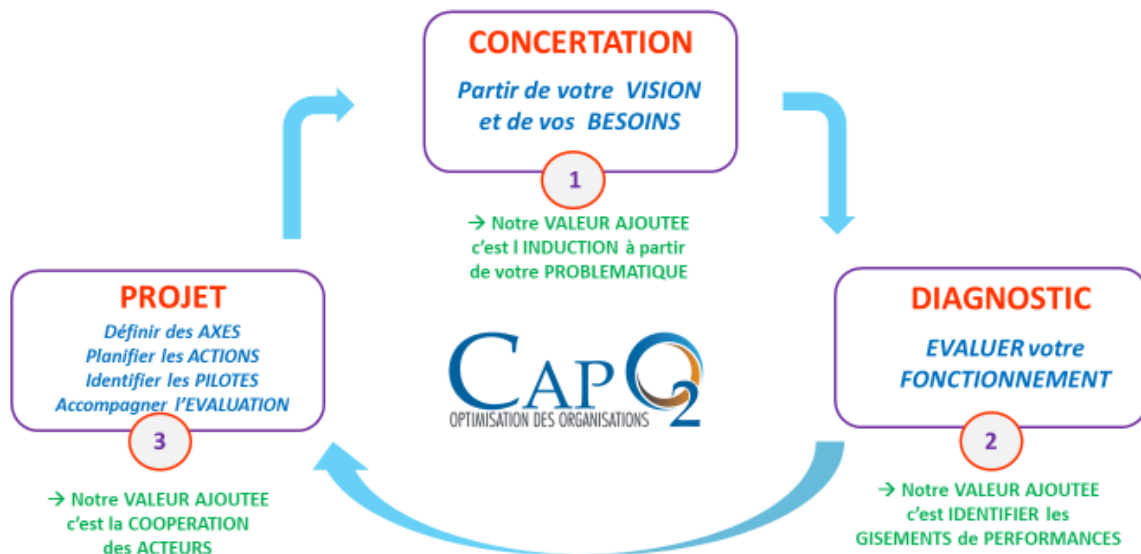 CONCERTATION
Partir de votre VISION
et de vos BESOINS
1
→ Notre VALEUR AJOUTEE
c'est l INDUCTION à partir
de votre PROBLEMATIQUE
DIAGNOSTIC
EVALUER votre
FONCTIONNEMENT
2
→ Notre VALEUR AJOUTEE
c'est IDENTIFIER les
GISEMENTS de PERFORMANCES
PROJET
Définir des AXES
Planifier les ACTIONS
Identifier les PILOTES
Accompagner l'EVALUATION
3
→ Notre VALEUR AJOUTEE
c'est la COOPERATION
des ACTEURS
CAP O2
OPTIMISATION DES ORGANISATIONS